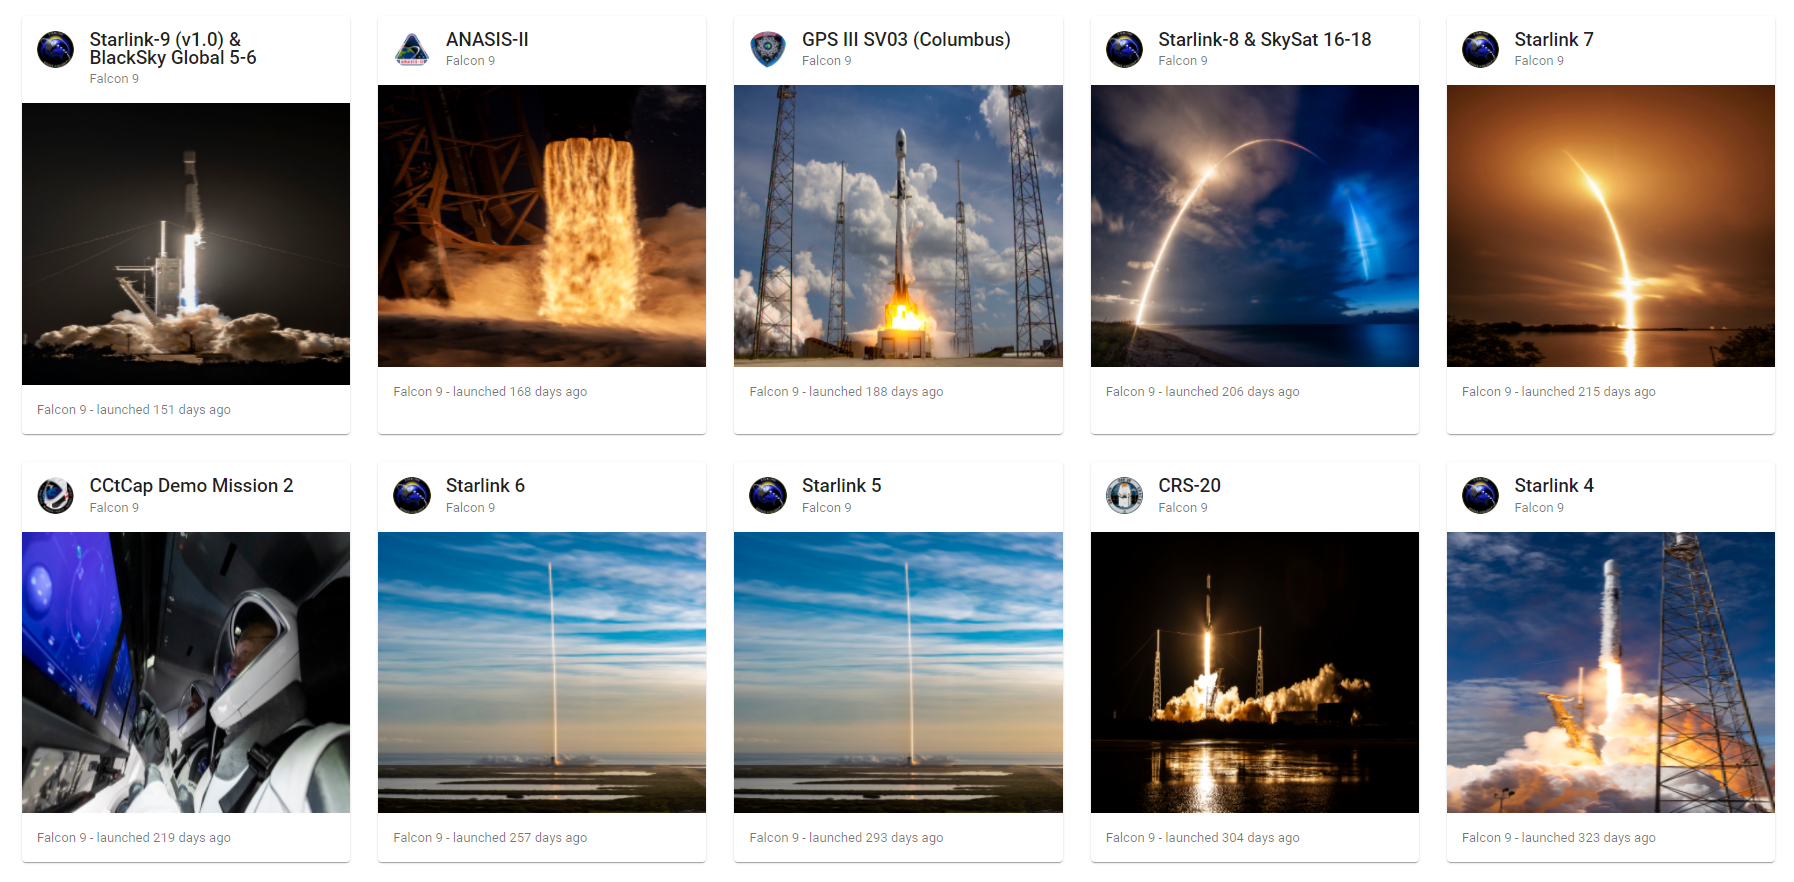 Starlink-9 (v1.0) &
BlackSky Global 5-6
Falcon 9
Falcon 9 - launched 151 days ago
ANASIS-II
Falcon 9
Falcon 9 - launched 168 days ago
GPS III SV03 (Columbus)
Falcon 9
Falcon 9 - launched 188 days ago
Starlink-8 & SkySat 16-18
Falcon 9
Falcon 9 - launched 206 days ago
Starlink 7
Falcon 9
Falcon 9 - launched 215 days ago
CCtCap Demo Mission 2
Falcon 9
Falcon 9 - launched 219 days ago
Starlink 6
Falcon 9
Falcon 9 - launched 257 days ago
Starlink 5
Falcon 9
Falcon 9 - launched 293 days ago
CRS-20
Falcon 9
Falcon 9 - launched 304 days ago
Starlink 4
Falcon 9
Falcon 9 - launched 323 days ago